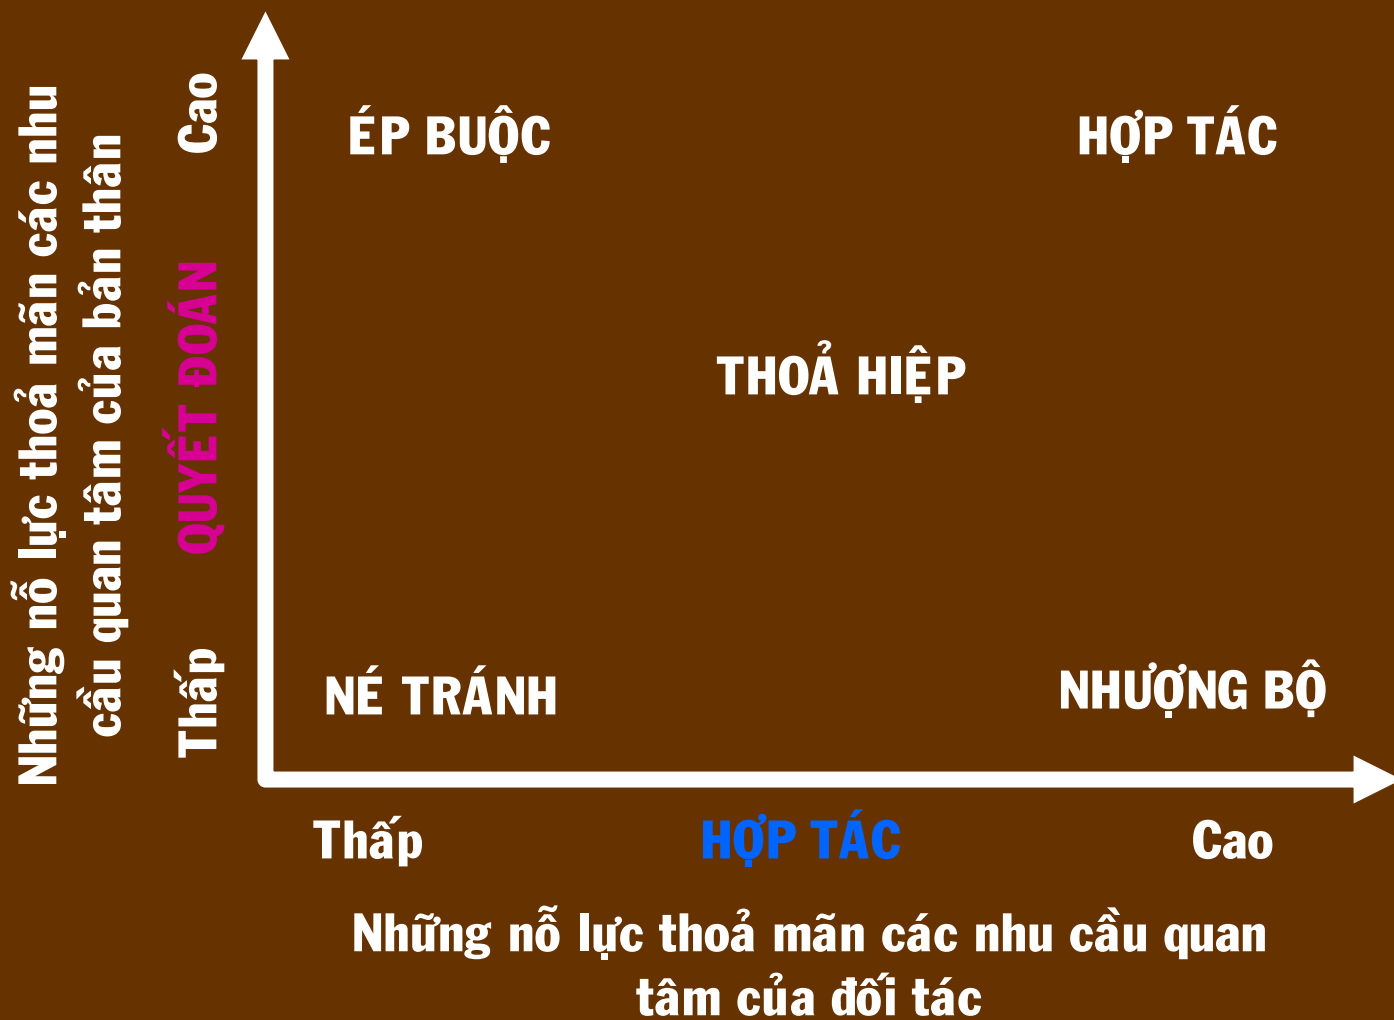 Những nỗ lực thoả mãn các nhu
cầu quan tâm của bản thân
Cao
QUYẾT ĐOÁN
Thấp
ÉP BUỘC
HỢP TÁC
THOẢ HIỆP
NÉ TRÁNH
NHƯỢNG BỘ
Thấp
HỢP TÁC
Cao
Những nỗ lực thoả mãn các nhu cầu quan
tâm của đối tác